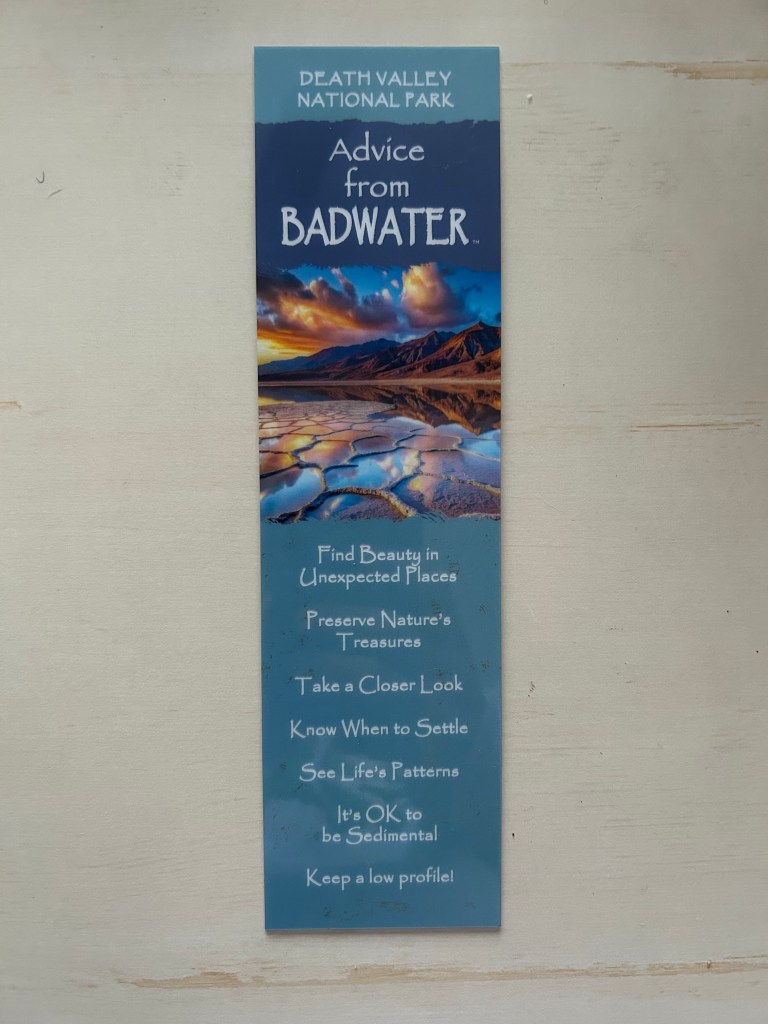 DEATH VALLEY
NATIONAL PARK
Advice
from
BADWATER™
Find Beauty in
Unexpected Places
Preserve Nature's
Treasures
Take a Closer Look
Know When to Settle
See Life's Patterns
It's OK to
be Sedimental
Keep a low profile!